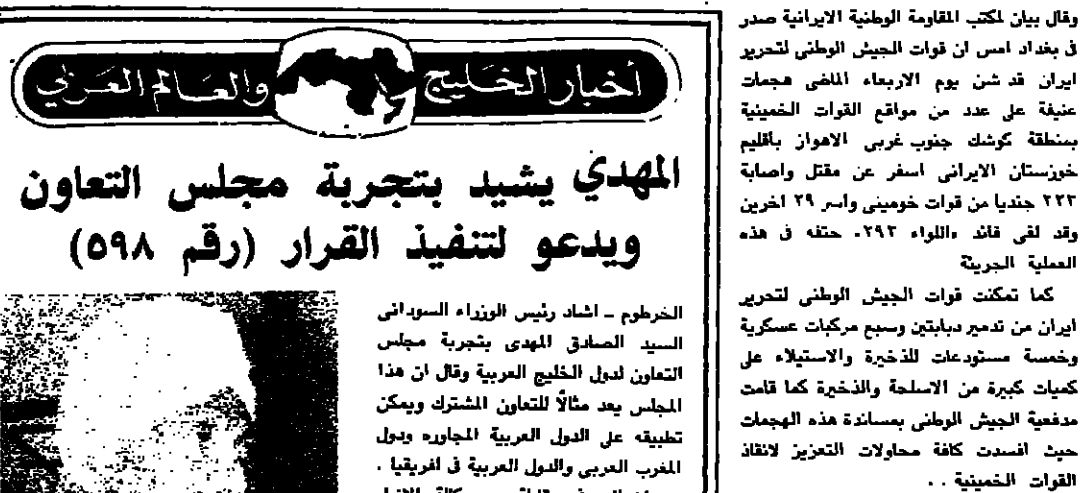 وقال بيان لمكتب المقاومة الوطنية الايرانية صدر
في بغداد امس ان قوات الجيش الوطني لتحرير
ايران قد شن يوم الاربعاء الماضي هجمات
عنيفة على عدد من مواقع القوات الخمينية
بمنطقة كوشك جنوب غربي الاهواز بأقليم
خوزستان الايراني اسفر عن مقتل واصابة
٢٢٣ جنديا من قوات خوميني واسر ٢٩ اخرين
وقد لقى قائد «اللواء ٢٩٣» حتفه في هذه
العملية الجريئة
كما تمكنت قوات الجيش الوطني لتحرير
ايران من تدمير دبابتين وسبع مركبات عسكرية
وخمسة مستودعات للذخيرة والاستيلاء على
كميات كبيرة من الاسلحة والذخيرة كما قامت
مدفعية الجيش الوطني بمساندة هذه الهجمات
حيث افسدت كافة محاولات التعزيز لانقاذ
القوات الخمينية . .
أخبار الخليج والعالم العربي
المهدي يشيد بتجربة مجلس التعاون
ويدعو لتنفيذ القرار (رقم ٥٩٨)
الخرطوم ـ اشاد رئيس الوزراء السوداني
السيد الصادق المهدي بتجربة مجلس
التعاون لدول الخليج العربية وقال ان هذا
المجلس يعد مثالًا للتعاون المشترك ويمكن
تطبيقه على الدول العربية المجاوره ودول
المغرب العربي والدول العربية في افريقيا .